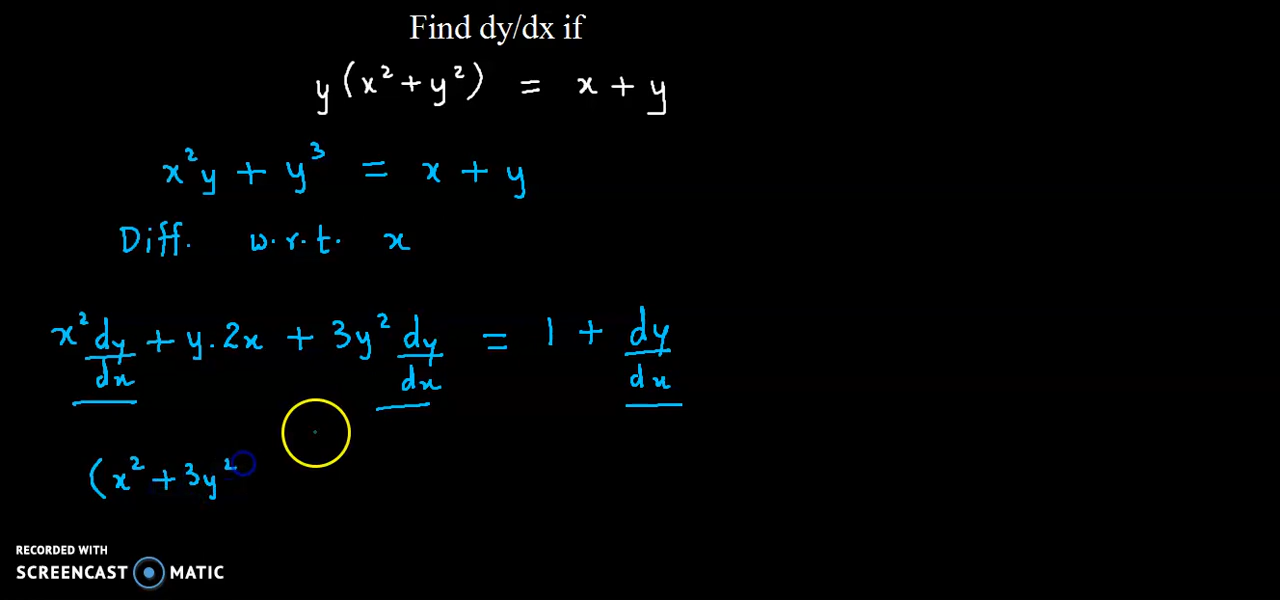 Find dy/dx if
y(x² + y²) = x + y
x²y + y³ = x + y
Diff. w.r.t. x
x² dy/dx + y.2x + 3y² dy/dx = 1 + dy/dx
(x² + 3y²
RECORDED WITH
SCREENCAST MATIC